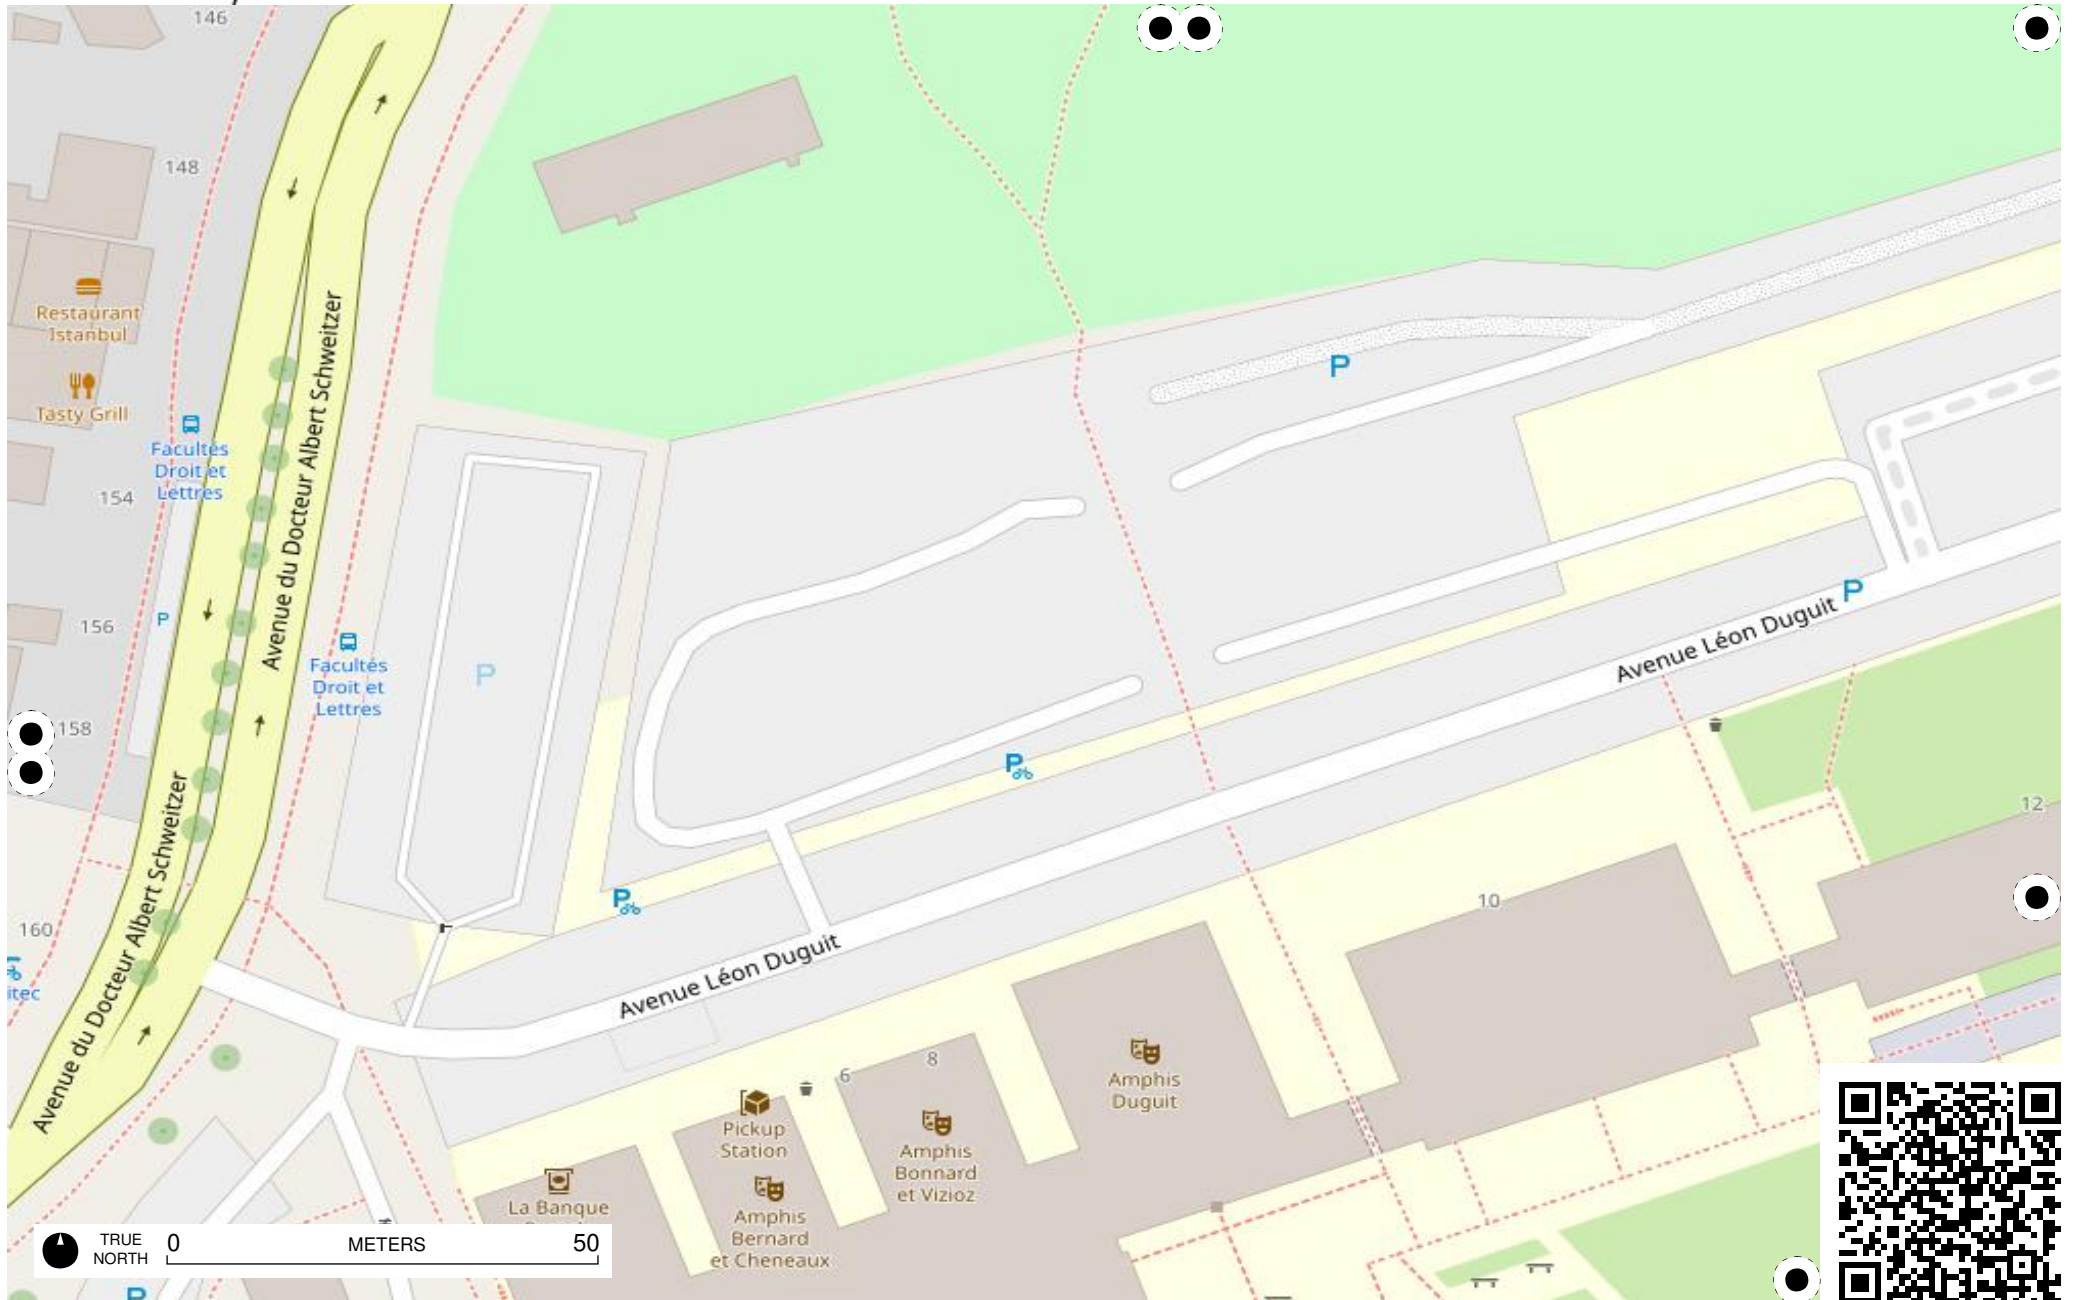 146
148
Restaurant
Istanbul
Tasty Grill
Facultés
Droit et
Lettres
154
P
Avenue du Docteur Albert Schweitzer
P
156
P
Facultés
Droit et
Lettres
P
P
Avenue Léon Duguit
158
P
12
Avenue du Docteur Albert Schweitzer
P
10
160
itec
Avenue Léon Duguit
8
6
Amphis
Duguit
Pickup
Station
Amphis
Bonnard
et Vizioz
La Banque
Amphis
Bernard
et Cheneaux
TRUE
NORTH
0
METERS
50
P